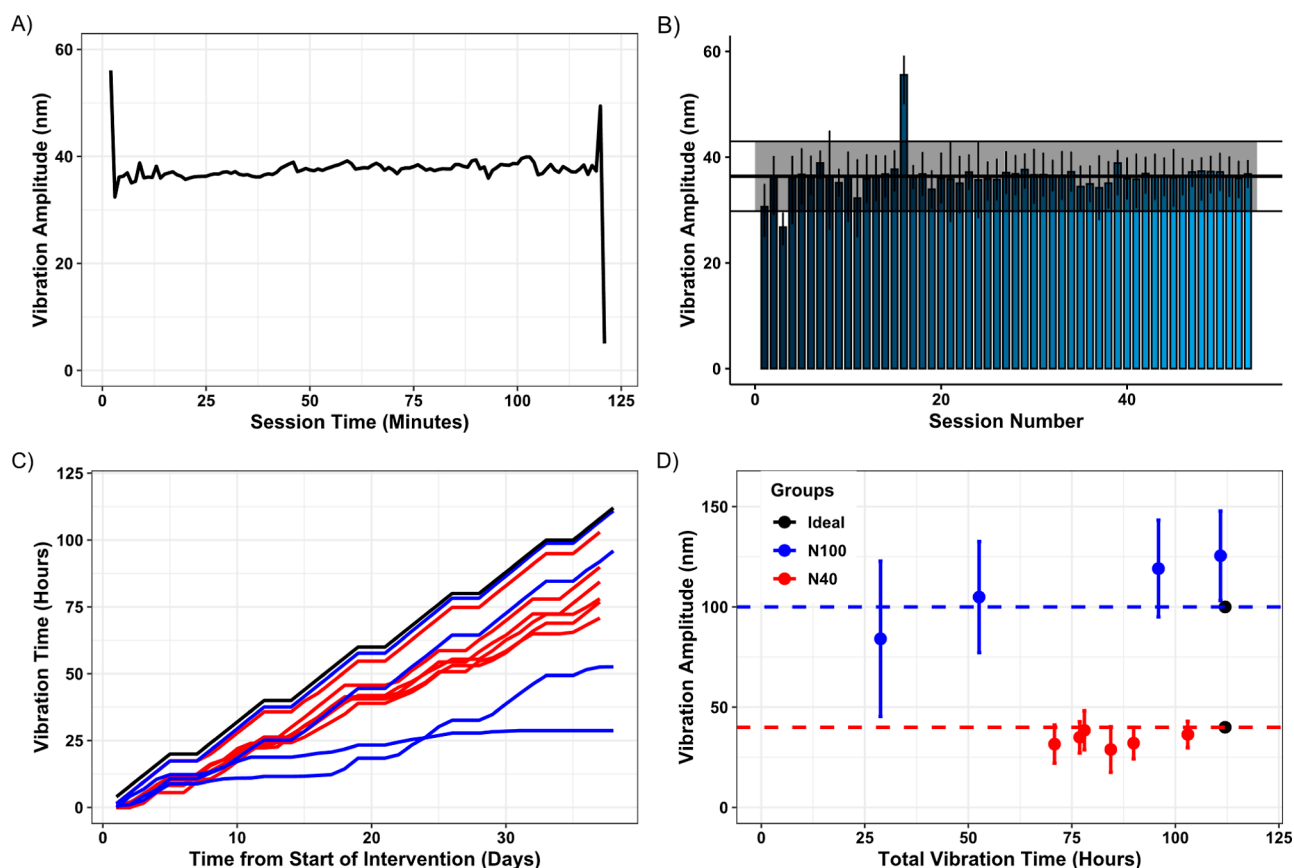 A)
60
40
20
0
Vibration Amplitude (nm)
0 25 50 75 100 125
Session Time (Minutes)
B)
60
40
20
0
Vibration Amplitude (nm)
0 20 40
Session Number
C)
125
100
75
50
25
0
Vibration Time (Hours)
0 10 20 30
Time from Start of Intervention (Days)
D)
150
100
50
0
Vibration Amplitude (nm)
Groups
Ideal
N100
N40
0 25 50 75 100 125
Total Vibration Time (Hours)